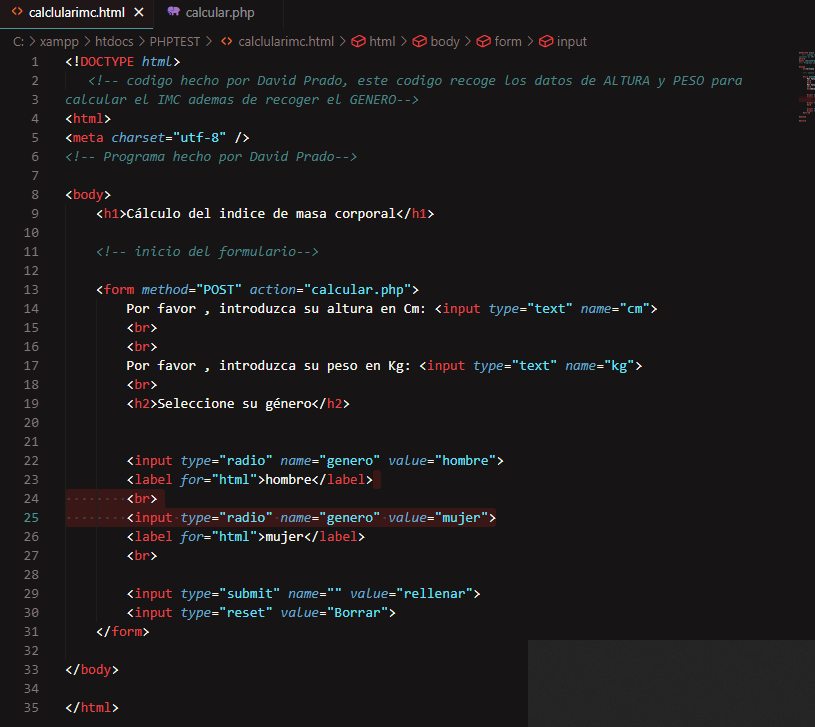 calclularimc.html × calcular.php
C: > xampp > htdocs > PHPTEST > <> calclularimc.html > html > body > form > input
1 <!DOCTYPE html>
2 <!-- codigo hecho por David Prado, este codigo recoge los datos de ALTURA y PESO para
3 calcular el IMC ademas de recoger el GENERO-->
4 <html>
5 <meta charset="utf-8" />
6 <!-- Programa hecho por David Prado-->
7
8 <body>
9 <h1>Cálculo del indice de masa corporal</h1>
10
11 <!-- inicio del formulario-->
12
13 <form method="POST" action="calcular.php">
14 Por favor , introduzca su altura en Cm: <input type="text" name="cm">
15 <br>
16 <br>
17 Por favor , introduzca su peso en Kg: <input type="text" name="kg">
18 <br>
19 <h2>Seleccione su género</h2>
20
21
22 <input type="radio" name="genero" value="hombre">
23 <label for="html">hombre</label>
24 <br>
25 <input type="radio" name="genero" value="mujer">
26 <label for="html">mujer</label>
27 <br>
28
29 <input type="submit" name="" value="rellenar">
30 <input type="reset" value="Borrar">
31 </form>
32
33 </body>
34
35 </html>